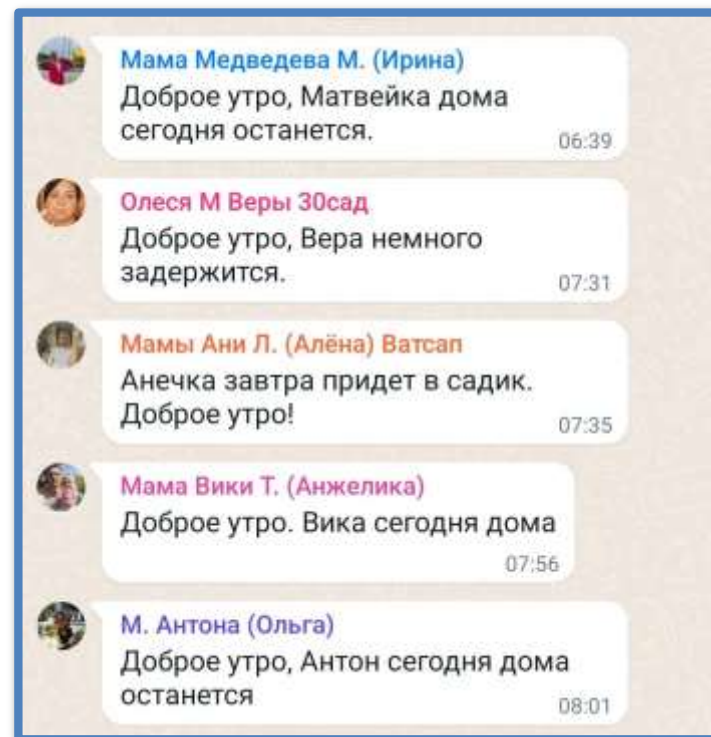 Мама Медведева М. (Ирина)
Доброе утро, Матвейка дома
сегодня останется.
06:39
Олеся М Веры 30сад
Доброе утро, Вера немного
задержится.
07:31
Мамы Ани Л. (Алёна) Ватсап
Анечка завтра придет в садик.
Доброе утро!
07:35
Мама Вики Т. (Анжелика)
Доброе утро. Вика сегодня дома
07:56
М. Антона (Ольга)
Доброе утро, Антон сегодня дома
останется
08:01